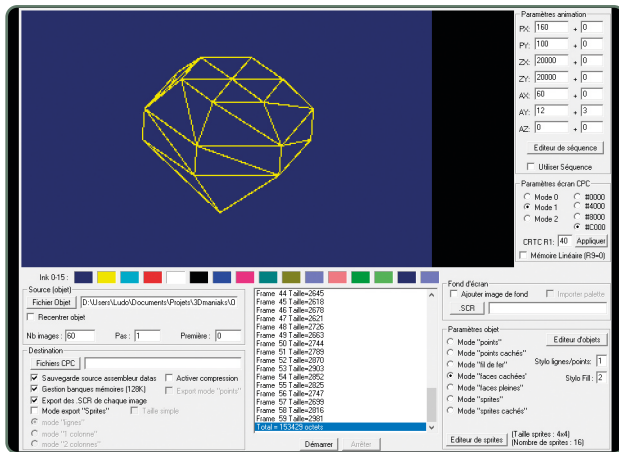 Paramètres animation
PX: 160 + 0
PY: 100 + 0
ZX: 20000 + 0
ZY: 20000 + 0
AX: 60 + 0
AY: 12 + 3
AZ: 0 + 0
Editeur de séquence
Utiliser Séquence
Paramètres écran CPC
Mode 0 #0000
Mode 1 #4000
Mode 2 #8000
#C000
CRTC R1: 40 Appliquer
Mémoire Linéaire (R9=0)
Ink 0-15 :
Source (objet)
Fichier Objet D:\Users\Ludo\Documents\Projets\3Dmaniaks\O
Recentrer objet
Nb images : 60 Pas : 1 Première : 0
Destination
Fichiers CPC
Sauvegarde source assembleur datas Activer compression
Gestion banques mémoires (128K) Export mode "points"
Export des .SCR de chaque image
Mode export "Sprites" Taille simple
mode "lignes"
mode "1 colonne"
mode "2 colonnes"
Frame 44 Taille=2645
Frame 45 Taille=2618
Frame 46 Taille=2678
Frame 47 Taille=2621
Frame 48 Taille=2726
Frame 49 Taille=2663
Frame 50 Taille=2744
Frame 51 Taille=2789
Frame 52 Taille=2870
Frame 53 Taille=2903
Frame 54 Taille=2852
Frame 55 Taille=2825
Frame 56 Taille=2747
Frame 57 Taille=2699
Frame 58 Taille=2816
Frame 59 Taille=2981
Total = 153429 octets
Démarrer Arrêter
Fond d'écran
Ajouter image de fond Importer palette
.SCR
Paramètres objet
Mode "points" Editeur d'objets
Mode "points cachés"
Mode "fil de fer" Stylo lignes/points: 1
Mode "faces cachées"
Mode "faces pleines" Stylo Fill : 2
Mode "sprites"
Mode "sprites cachés"
Editeur de sprites (Taille sprites : 4x4)
(Nombre de sprites : 16)